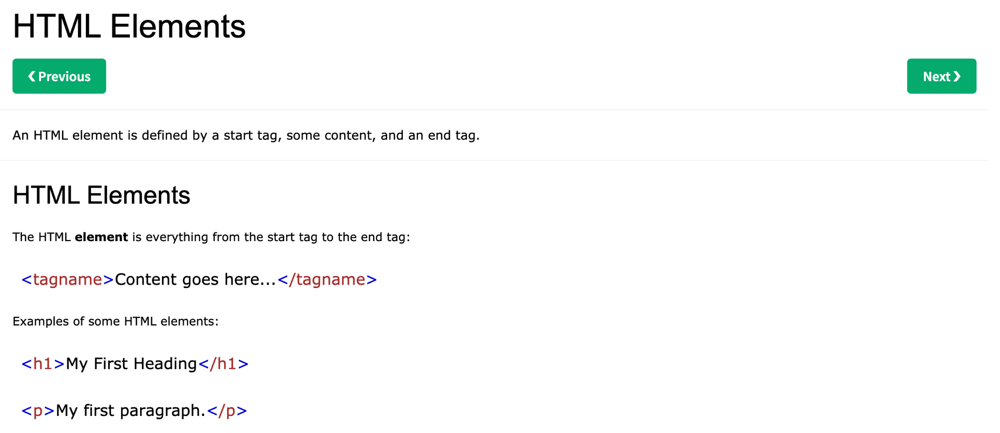 HTML Elements
❮ Previous
Next ❯
An HTML element is defined by a start tag, some content, and an end tag.
HTML Elements
The HTML element is everything from the start tag to the end tag:
<tagname>Content goes here...</tagname>
Examples of some HTML elements:
<h1>My First Heading</h1>
<p>My first paragraph.</p>